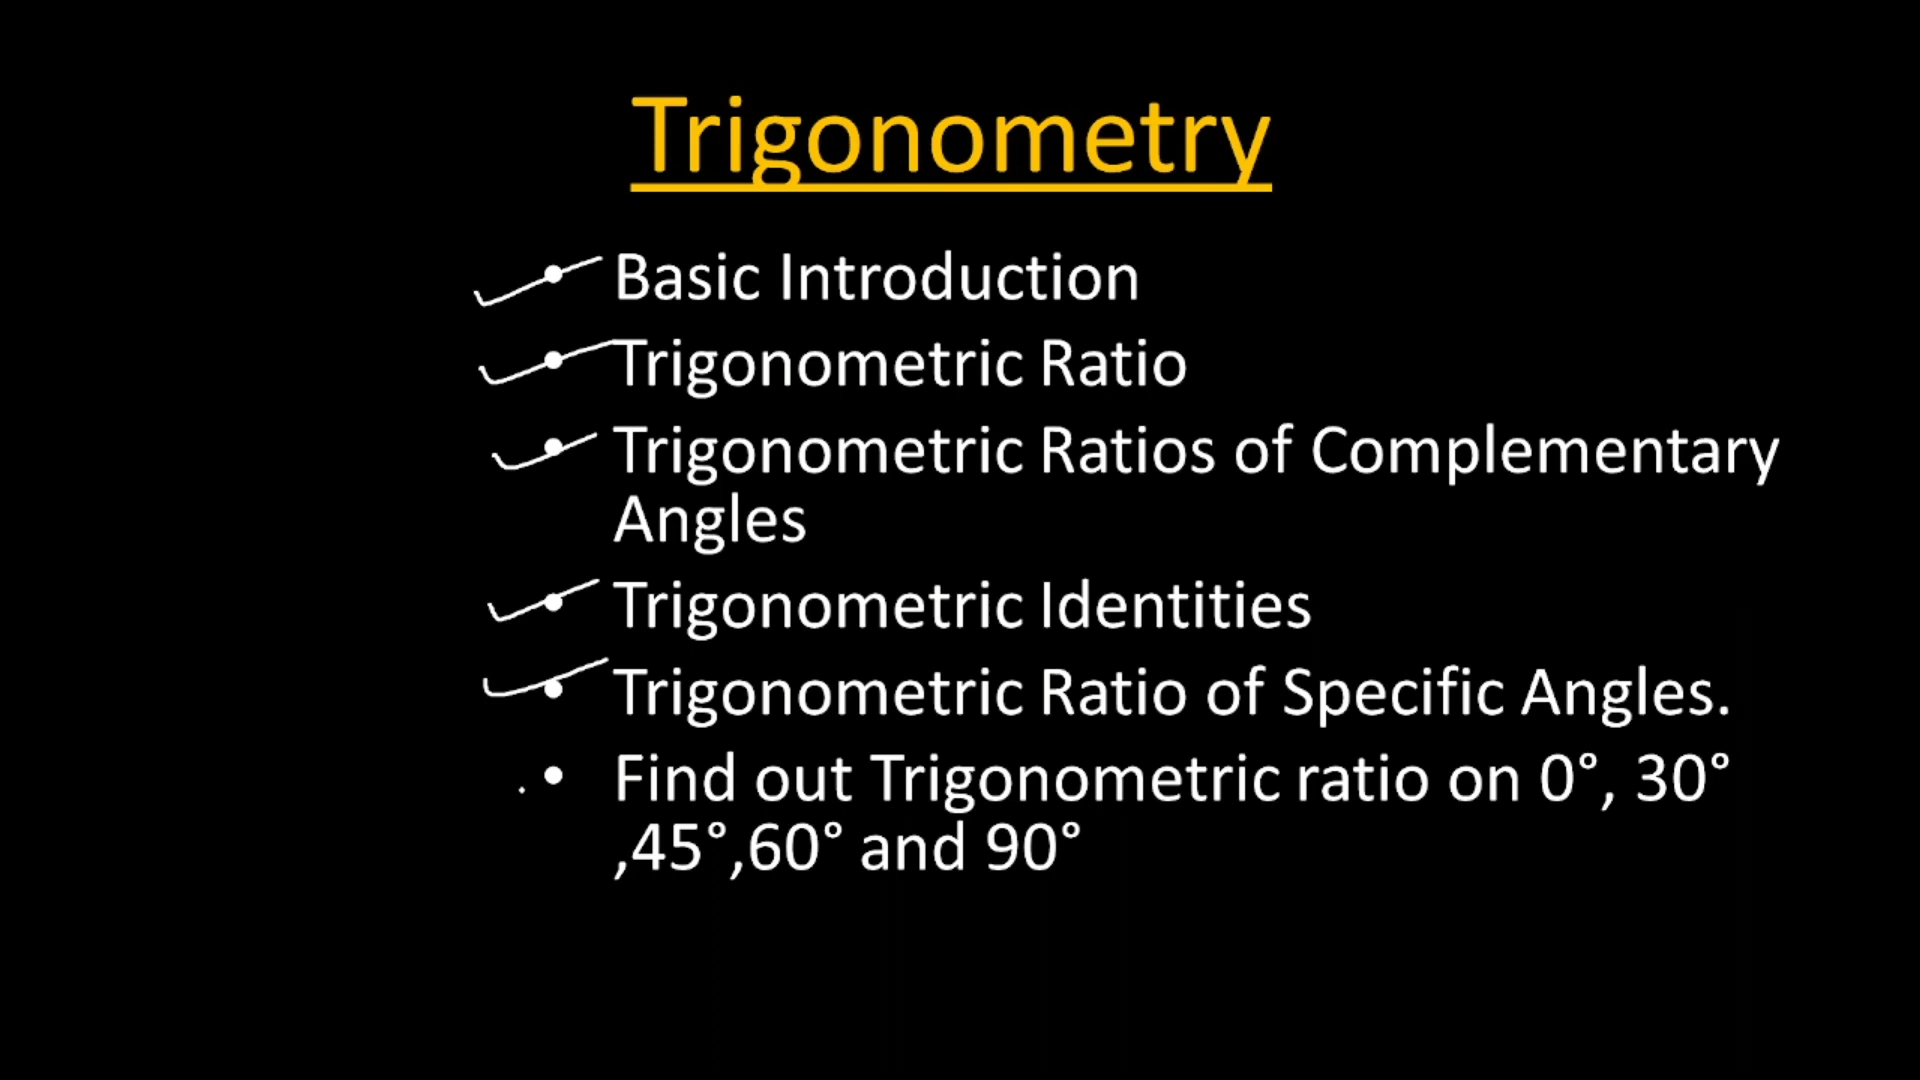 Trigonometry
Basic Introduction
Trigonometric Ratio
Trigonometric Ratios of Complementary
Angles
Trigonometric Identities
Trigonometric Ratio of Specific Angles.
Find out Trigonometric ratio on 0°, 30°
,45°,60° and 90°